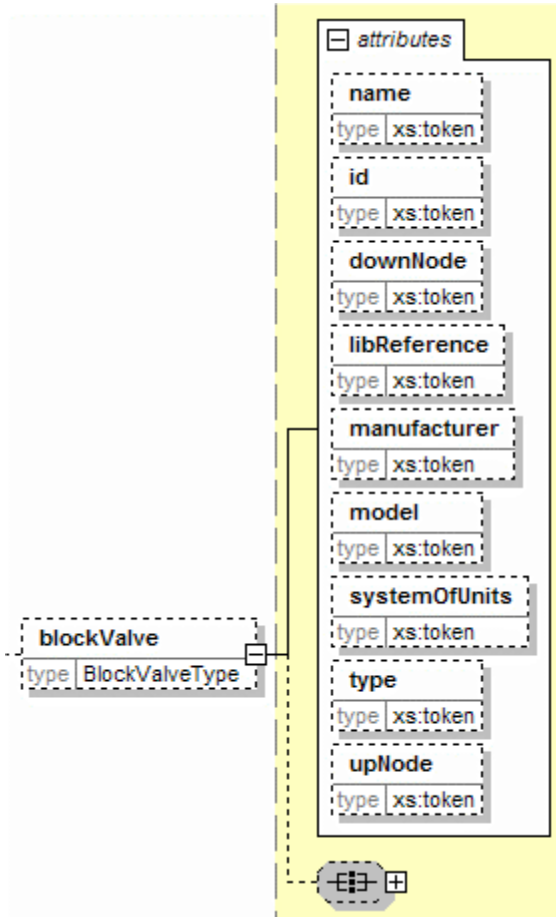 attributes
name
type xs:token
id
type xs:token
downNode
type xs:token
libReference
type xs:token
manufacturer
type xs:token
model
type xs:token
systemOfUnits
type xs:token
blockValve
type BlockValveType
type
type xs:token
upNode
type xs:token